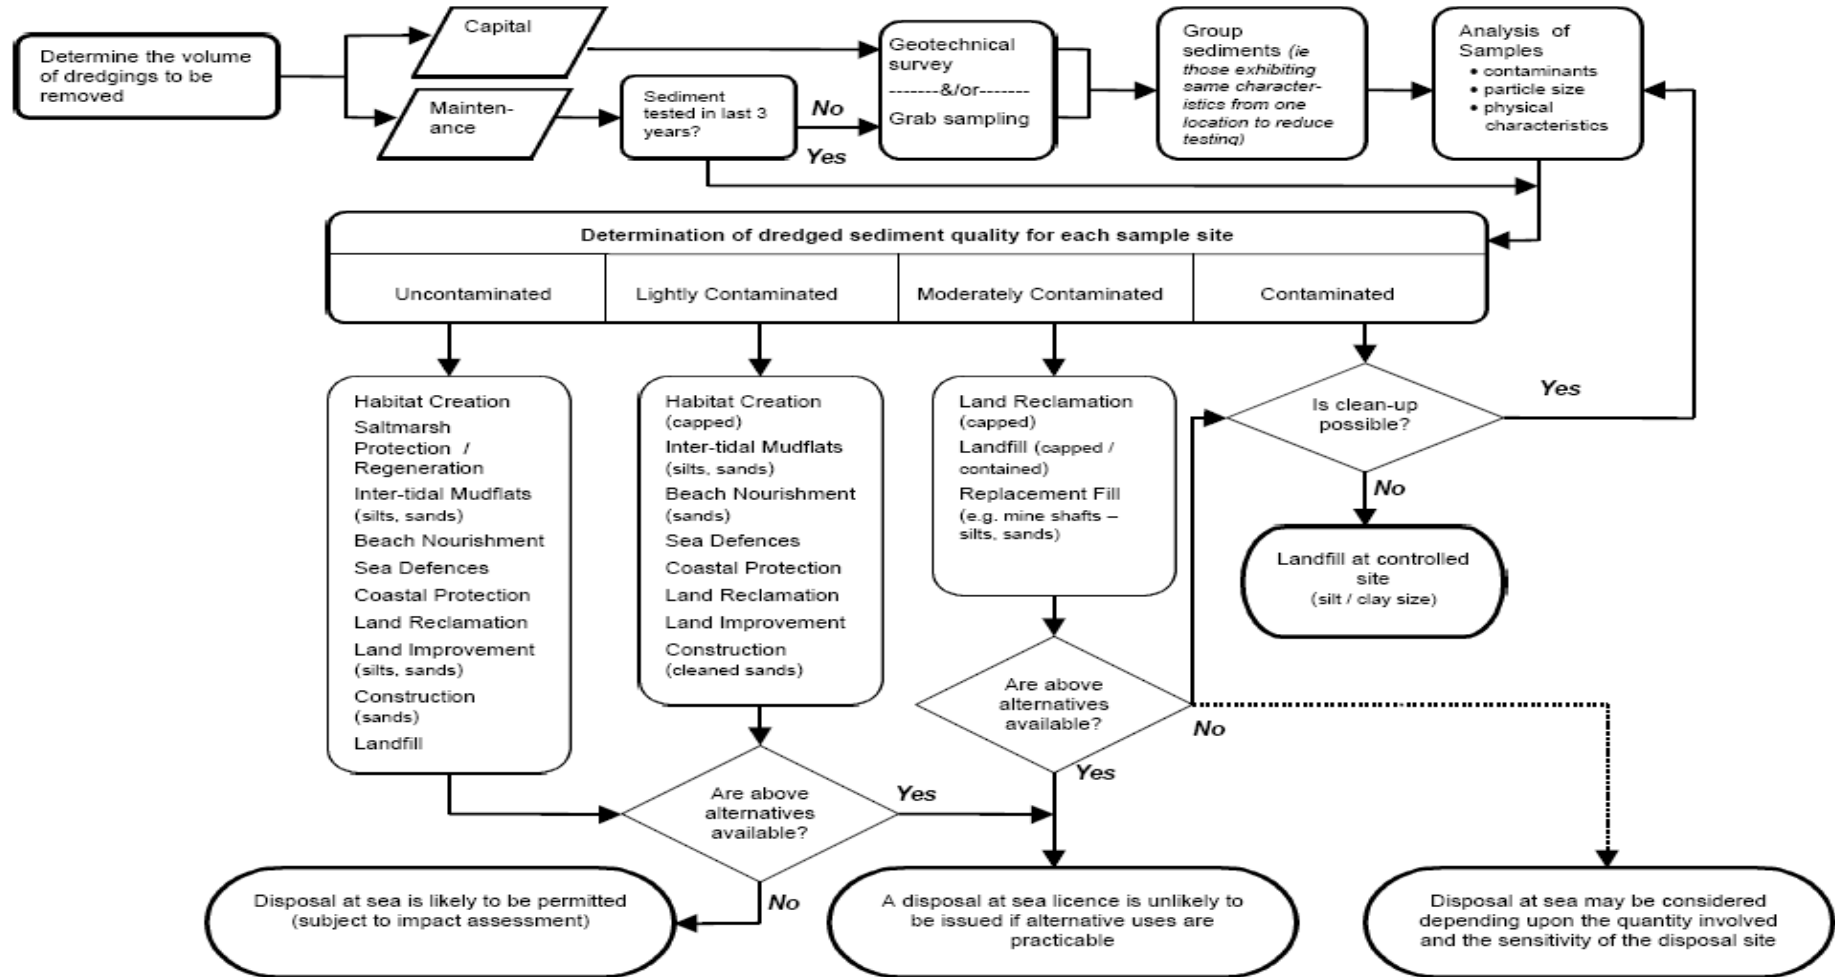 Determine the volume
of dredgings to be
removed
Capital
Mainten-
ance
Sediment
tested in last 3
years?
No
Yes
Geotechnical
survey
-------&/or-------
Grab sampling
Group
sediments (ie
those exhibiting
same character-
istics from one
location to reduce
testing)
Analysis of
Samples
• contaminants
• particle size
• physical
characteristics
Determination of dredged sediment quality for each sample site
Uncontaminated
Lightly Contaminated
Moderately Contaminated
Contaminated
Habitat Creation
Saltmarsh
Protection /
Regeneration
Inter-tidal Mudflats
(silts, sands)
Beach Nourishment
Sea Defences
Coastal Protection
Land Reclamation
Land Improvement
(silts, sands)
Construction
(sands)
Landfill
Habitat Creation
(capped)
Inter-tidal Mudflats
(silts, sands)
Beach Nourishment
(sands)
Sea Defences
Coastal Protection
Land Reclamation
Land Improvement
Construction
(cleaned sands)
Land Reclamation
(capped)
Landfill (capped /
contained)
Replacement Fill
(e.g. mine shafts –
silts, sands)
Is clean-up
possible?
Yes
No
Landfill at controlled
site
(silt / clay size)
Are above
alternatives
available?
No
Yes
Are above
alternatives
available?
Yes
No
Disposal at sea is likely to be permitted
(subject to impact assessment)
A disposal at sea licence is unlikely to
be issued if alternative uses are
practicable
Disposal at sea may be considered
depending upon the quantity involved
and the sensitivity of the disposal site